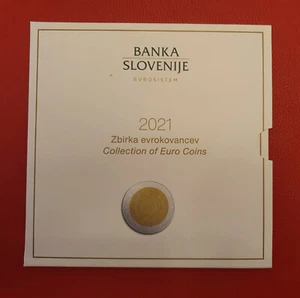 BANKA
SLOVENIJE
EVROSISTEM
2021
Zbirka evrokovancev
Collection of Euro Coins